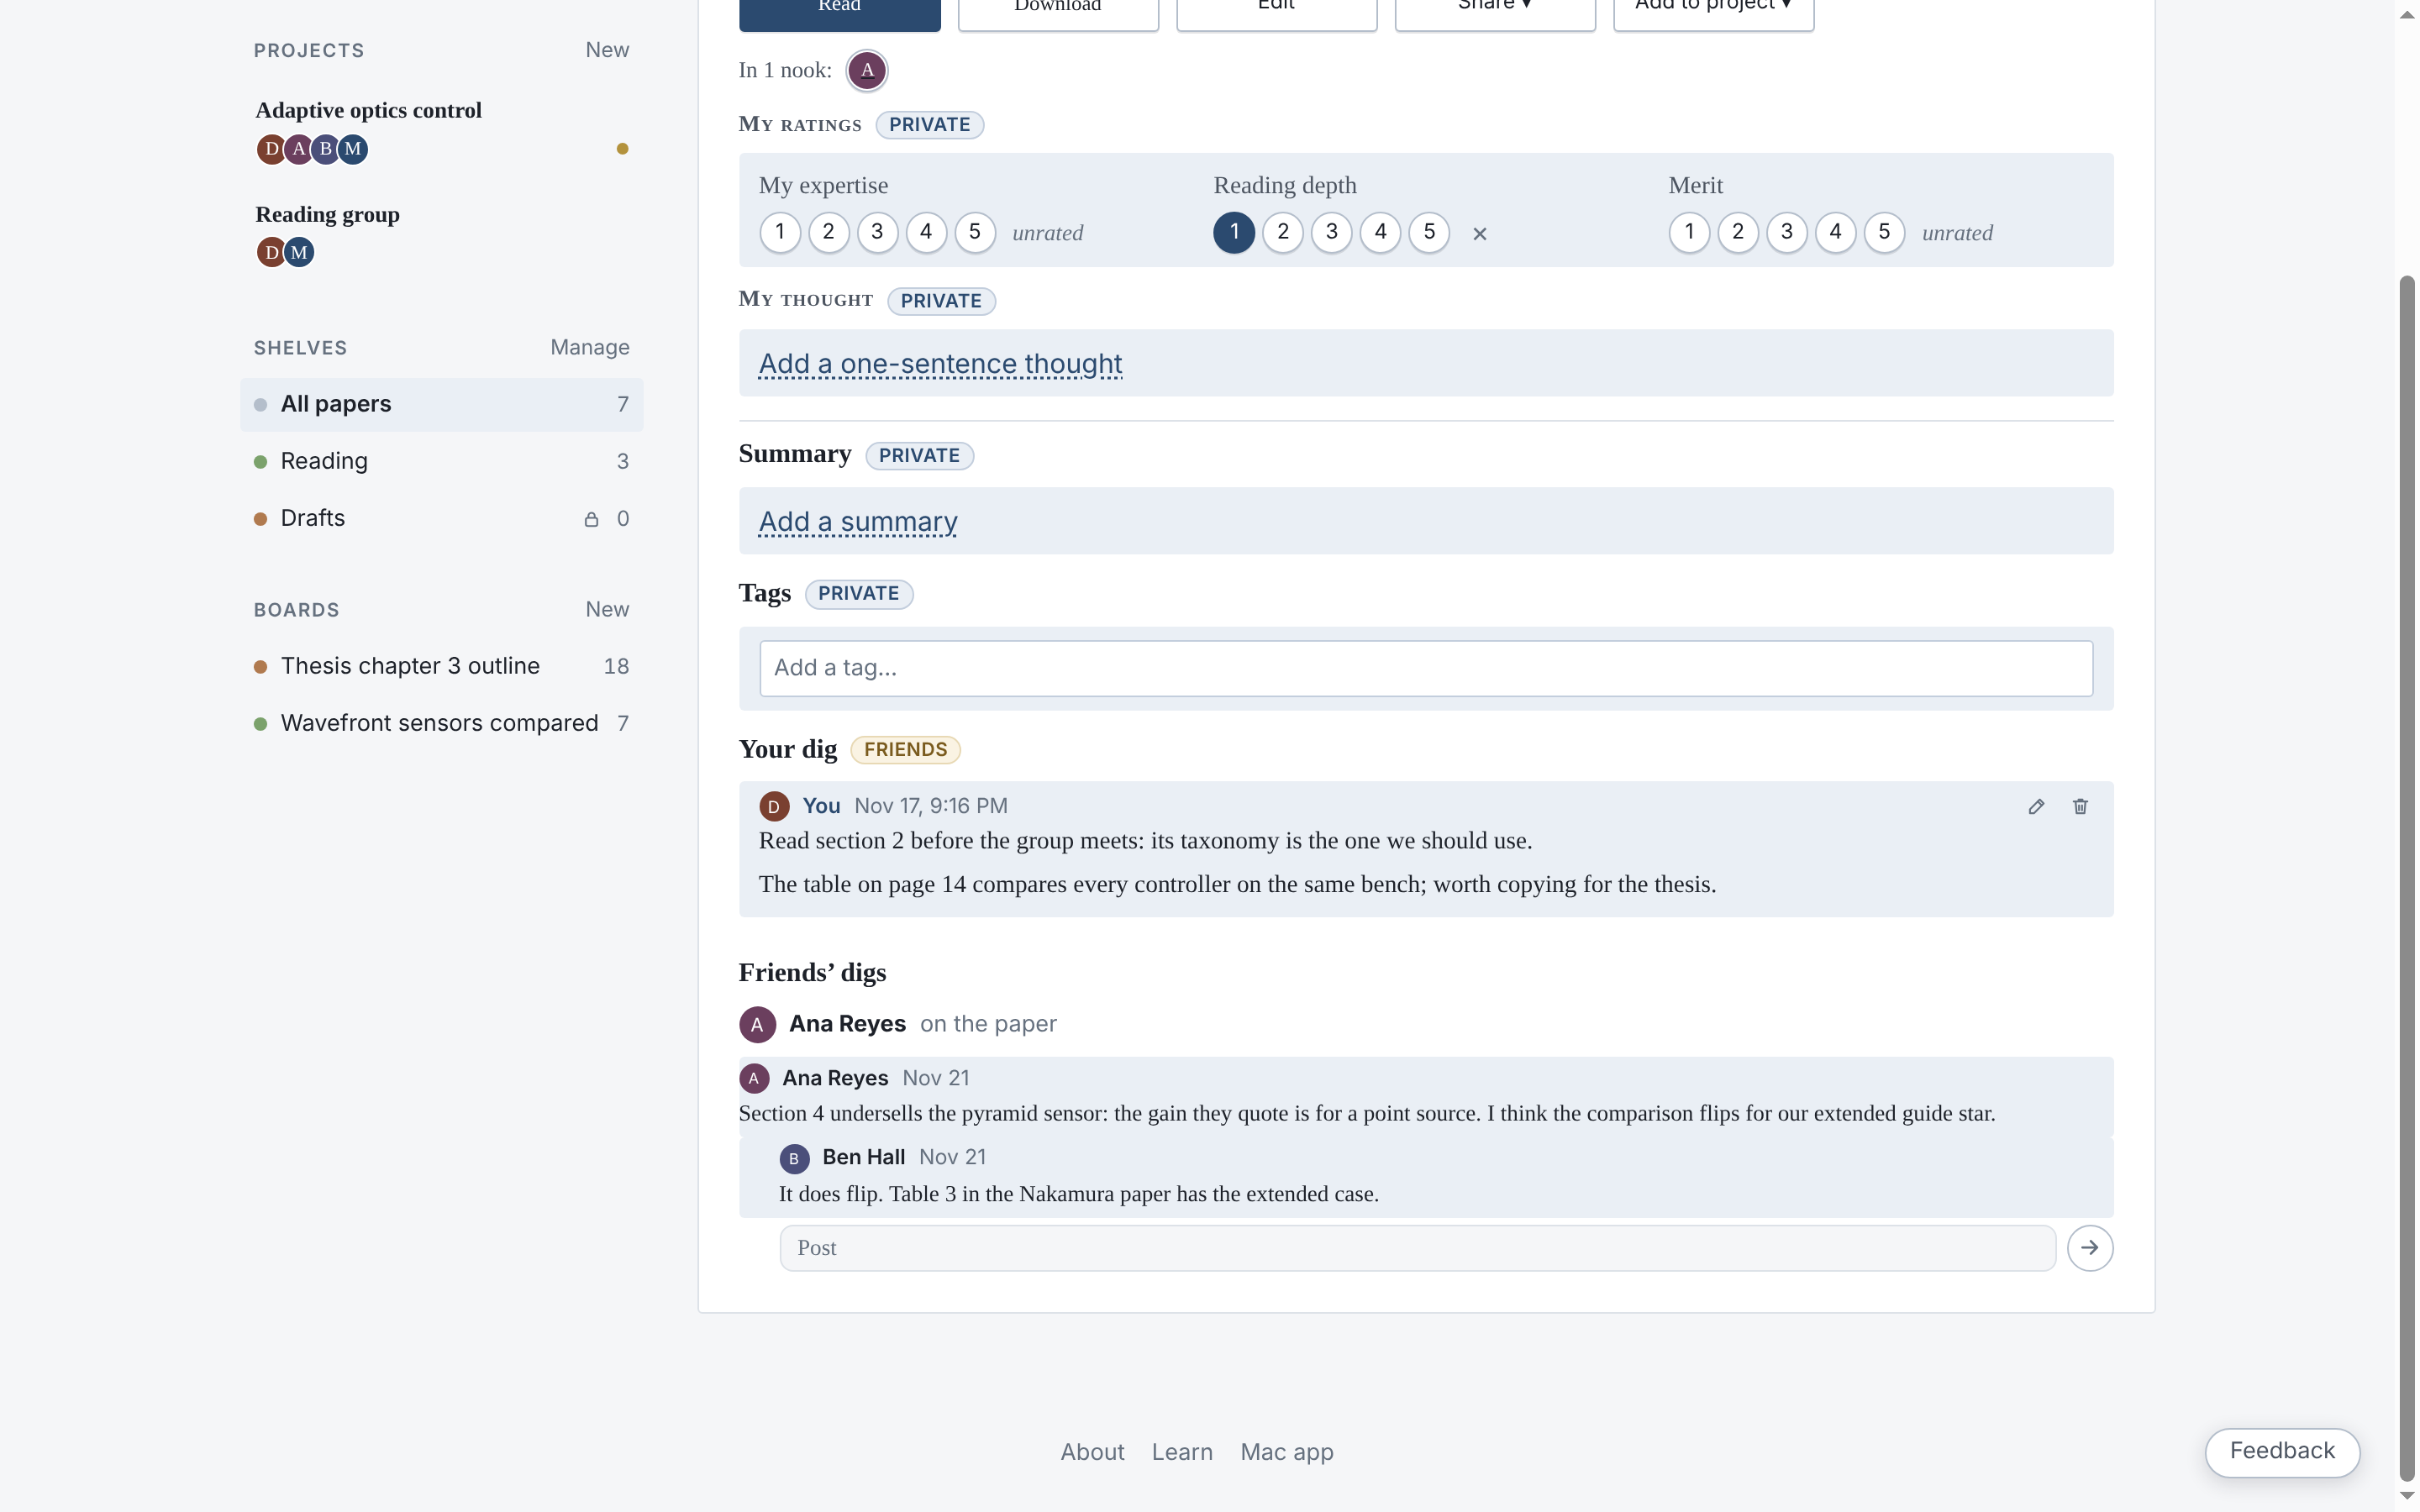 PROJECTS New
Adaptive optics control
D A B M
Reading group
D M
SHELVES Manage
All papers 7
Reading 3
Drafts 0
BOARDS New
Thesis chapter 3 outline 18
Wavefront sensors compared 7
Read Download Edit Share ▾ Add to project ▾
In 1 nook: A
MY RATINGS PRIVATE
My expertise Reading depth Merit
1 2 3 4 5 unrated 1 2 3 4 5 × 1 2 3 4 5 unrated
MY THOUGHT PRIVATE
Add a one-sentence thought
Summary PRIVATE
Add a summary
Tags PRIVATE
Add a tag...
Your dig FRIENDS
D You Nov 17, 9:16 PM
Read section 2 before the group meets: its taxonomy is the one we should use.
The table on page 14 compares every controller on the same bench; worth copying for the thesis.
Friends’ digs
A Ana Reyes on the paper
A Ana Reyes Nov 21
Section 4 undersells the pyramid sensor: the gain they quote is for a point source. I think the comparison flips for our extended guide star.
B Ben Hall Nov 21
It does flip. Table 3 in the Nakamura paper has the extended case.
Post
About Learn Mac app
Feedback